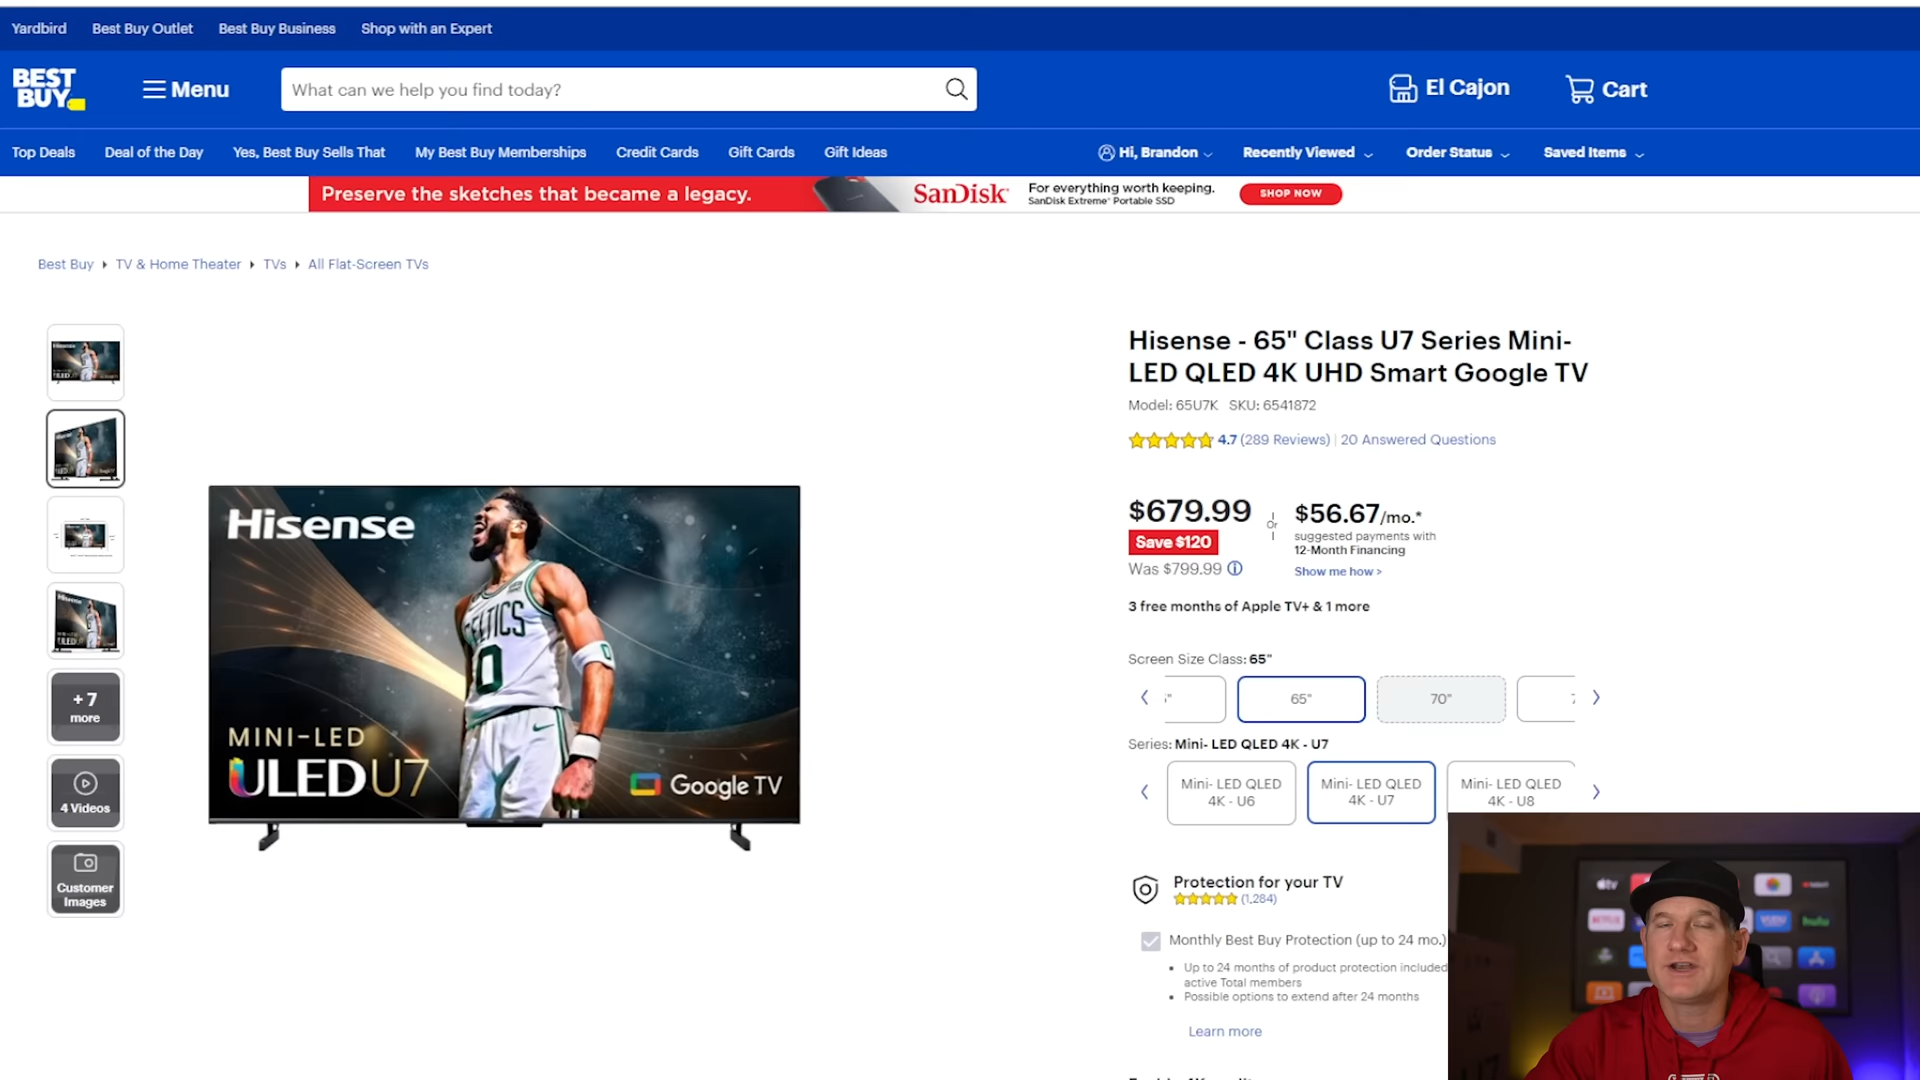 Yardbird Best Buy Outlet Best Buy Business Shop with an Expert
BEST
BUY
Menu
What can we help you find today?
El Cajon
Cart
Top Deals Deal of the Day Yes, Best Buy Sells That My Best Buy Memberships Credit Cards Gift Cards Gift Ideas
Hi, Brandon Recently Viewed Order Status Saved Items
Preserve the sketches that became a legacy.
SanDisk
For everything worth keeping.
SanDisk Extreme® Portable SSD
SHOP NOW
Best Buy TV & Home Theater TVs All Flat-Screen TVs
Hisense - 65" Class U7 Series Mini-
LED QLED 4K UHD Smart Google TV
Model: 65U7K SKU: 6541872
4.7 (289 Reviews) | 20 Answered Questions
$679.99
Save $120
Was $799.99
Or
$56.67/mo.*
suggested payments with
12-Month Financing
Show me how >
3 free months of Apple TV+ & 1 more
Screen Size Class: 65"
65"
70"
Series: Mini- LED QLED 4K - U7
Mini- LED QLED
4K - U6
Mini- LED QLED
4K - U7
Mini- LED QLED
4K - U8
Protection for your TV
(1,284)
Monthly Best Buy Protection (up to 24 mo.)
Up to 24 months of product protection included
active Total members
Possible options to extend after 24 months
Learn more
Hisense
CELTICS
0
MINI-LED
ULED U7
Google TV
+ 7
more
4 Videos
Customer
Images
NETFLIX
VUDU
hulu